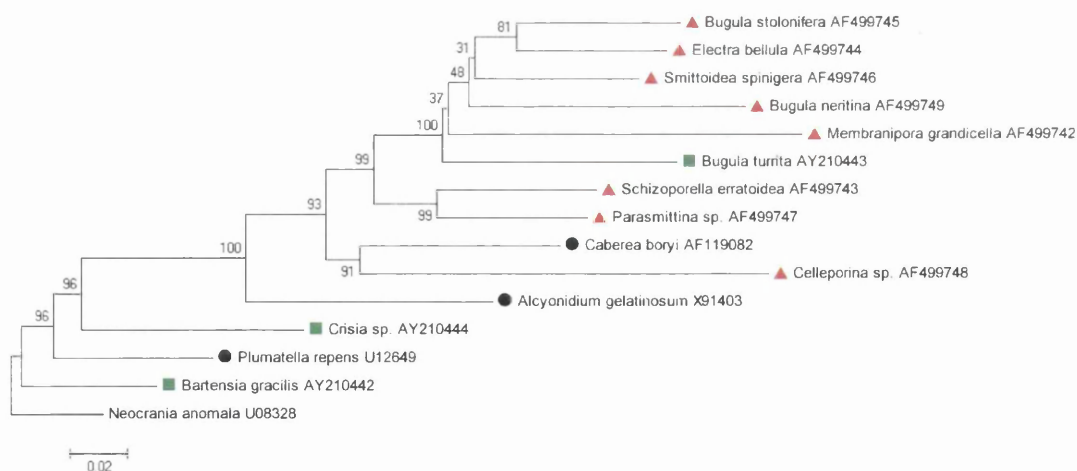 81
Bugula stolonifera AF499745
31
Electra bellula AF499744
48
Smittoidea spinigera AF499746
37
Bugula neritina AF499749
100
Membranipora grandicella AF499742
99
Bugula turrita AY210443
93
Schizoporella erratoidea AF499743
99
Parasmittina sp. AF499747
100
Caberea boryi AF119082
91
Celleporina sp. AF499748
96
Alcyonidium gelatinosum X91403
96
Crisia sp. AY210444
Plumatella repens U12649
Bartensia gracilis AY210442
Neocrania anomala U08328
0.02